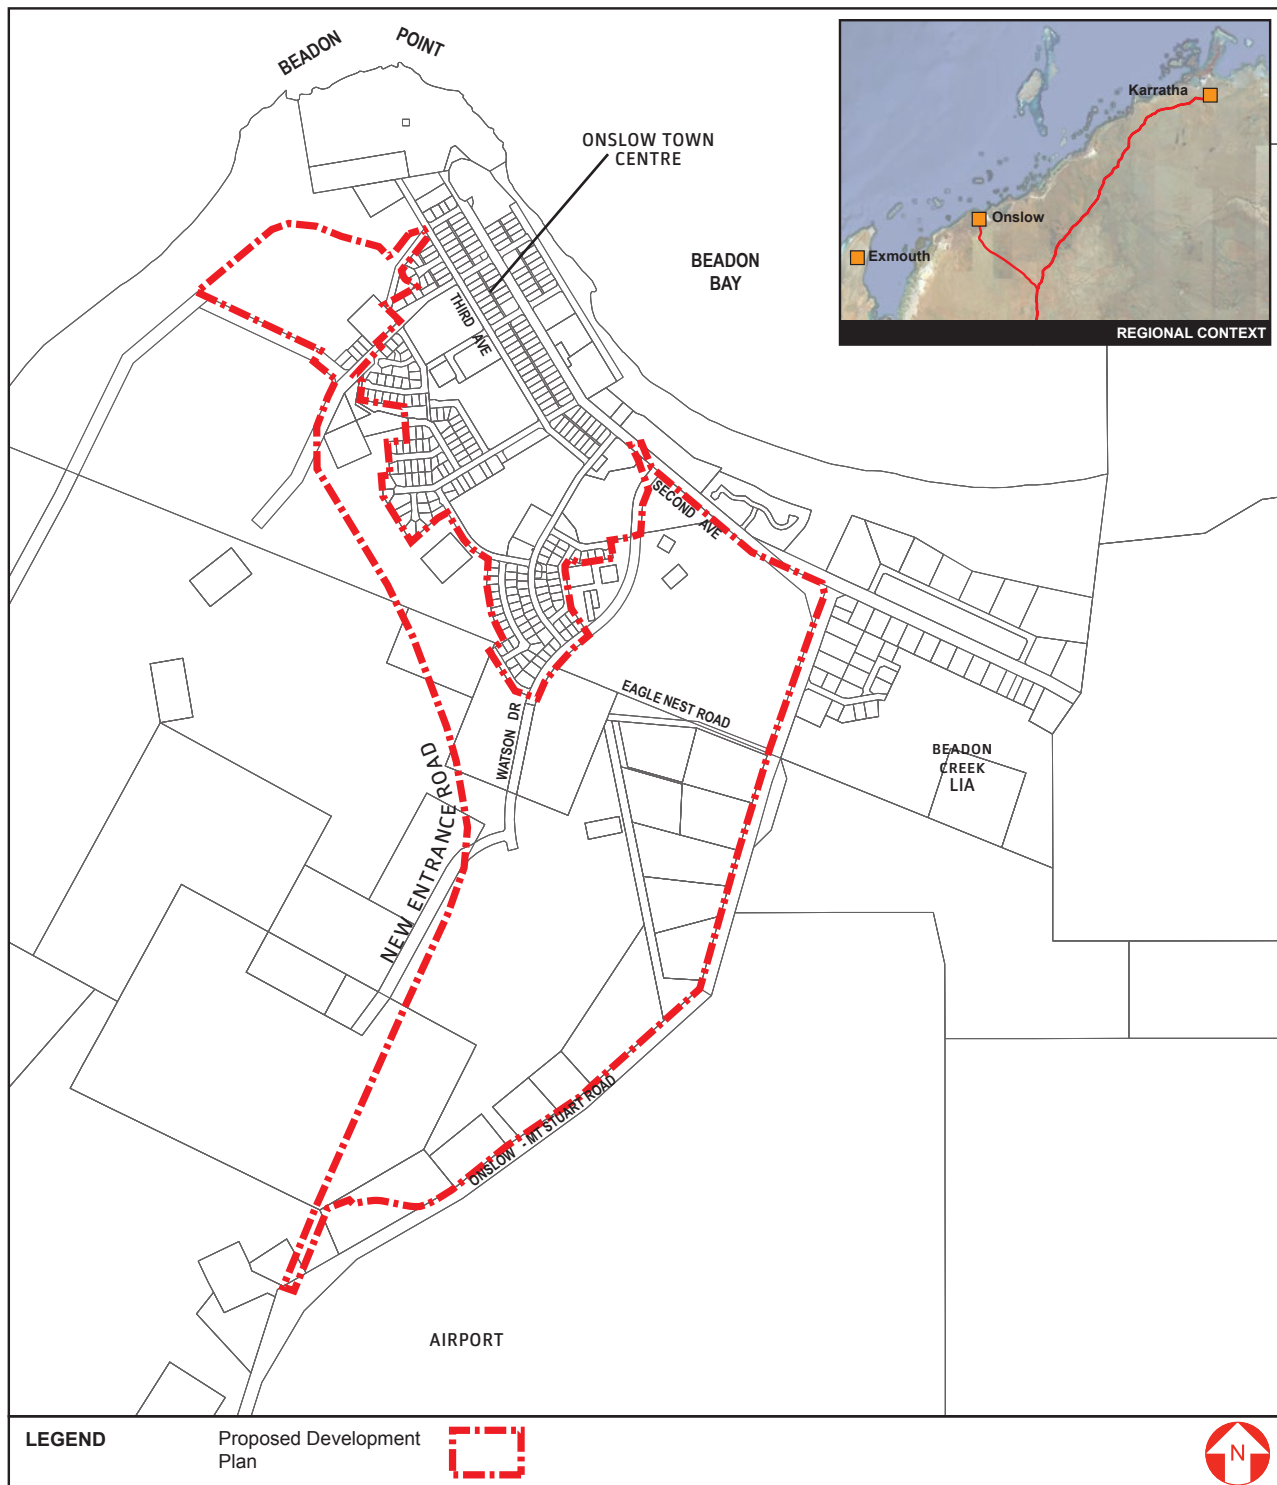 BEADON POINT
ONSLOW TOWN
CENTRE
Karratha
Onslow
Exmouth
REGIONAL CONTEXT
BEADON
BAY
THIRD AVE
SECOND AVE
EAGLE NEST ROAD
WATSON DR
NEW ENTRANCE ROAD
BEADON
CREEK
LIA
ONSLOW - MT STUART ROAD
AIRPORT
LEGEND
Proposed Development
Plan
N